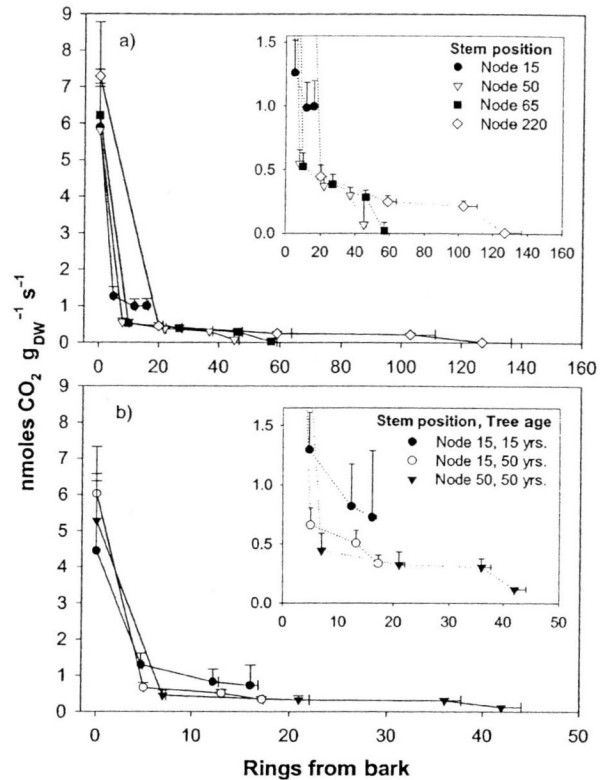 nmoles CO₂ g_DW⁻¹ s⁻¹
a)
9
8
7
6
5
4
3
2
1
0
0 20 40 60 80 100 120 140 160
Stem position
Node 15
Node 50
Node 65
Node 220
1.5
1.0
0.5
0.0
0 20 40 60 80 100 120 140 160
b)
9
8
7
6
5
4
3
2
1
0
0 10 20 30 40 50
Stem position, Tree age
Node 15, 15 yrs.
Node 15, 50 yrs.
Node 50, 50 yrs.
1.5
1.0
0.5
0.0
0 10 20 30 40 50
Rings from bark